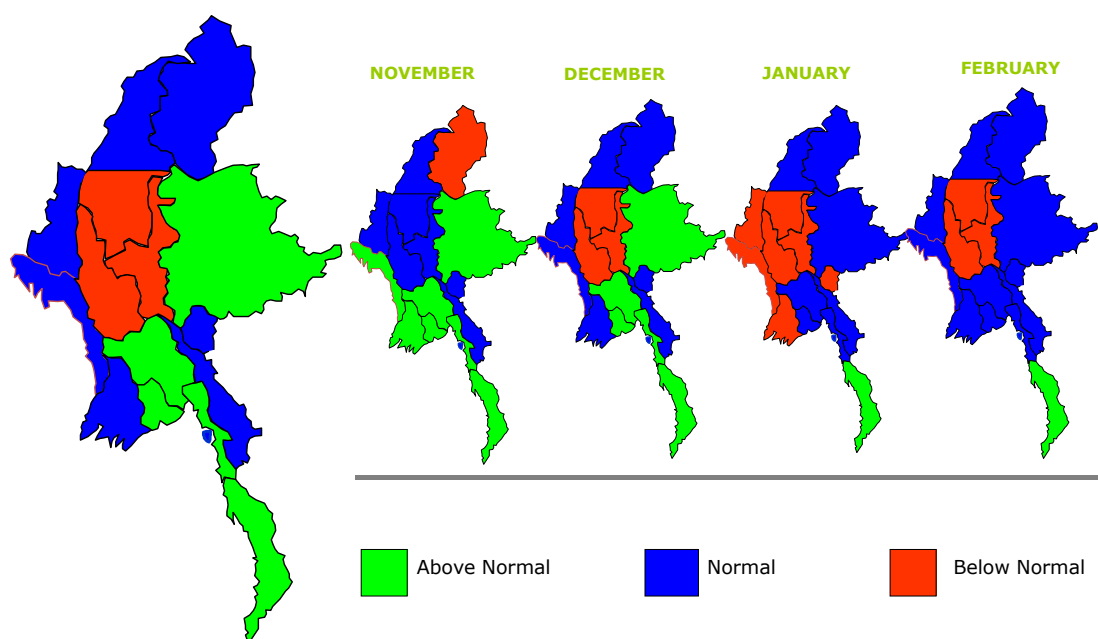 NOVEMBER
DECEMBER
JANUARY
FEBRUARY
Above Normal
Normal
Below Normal